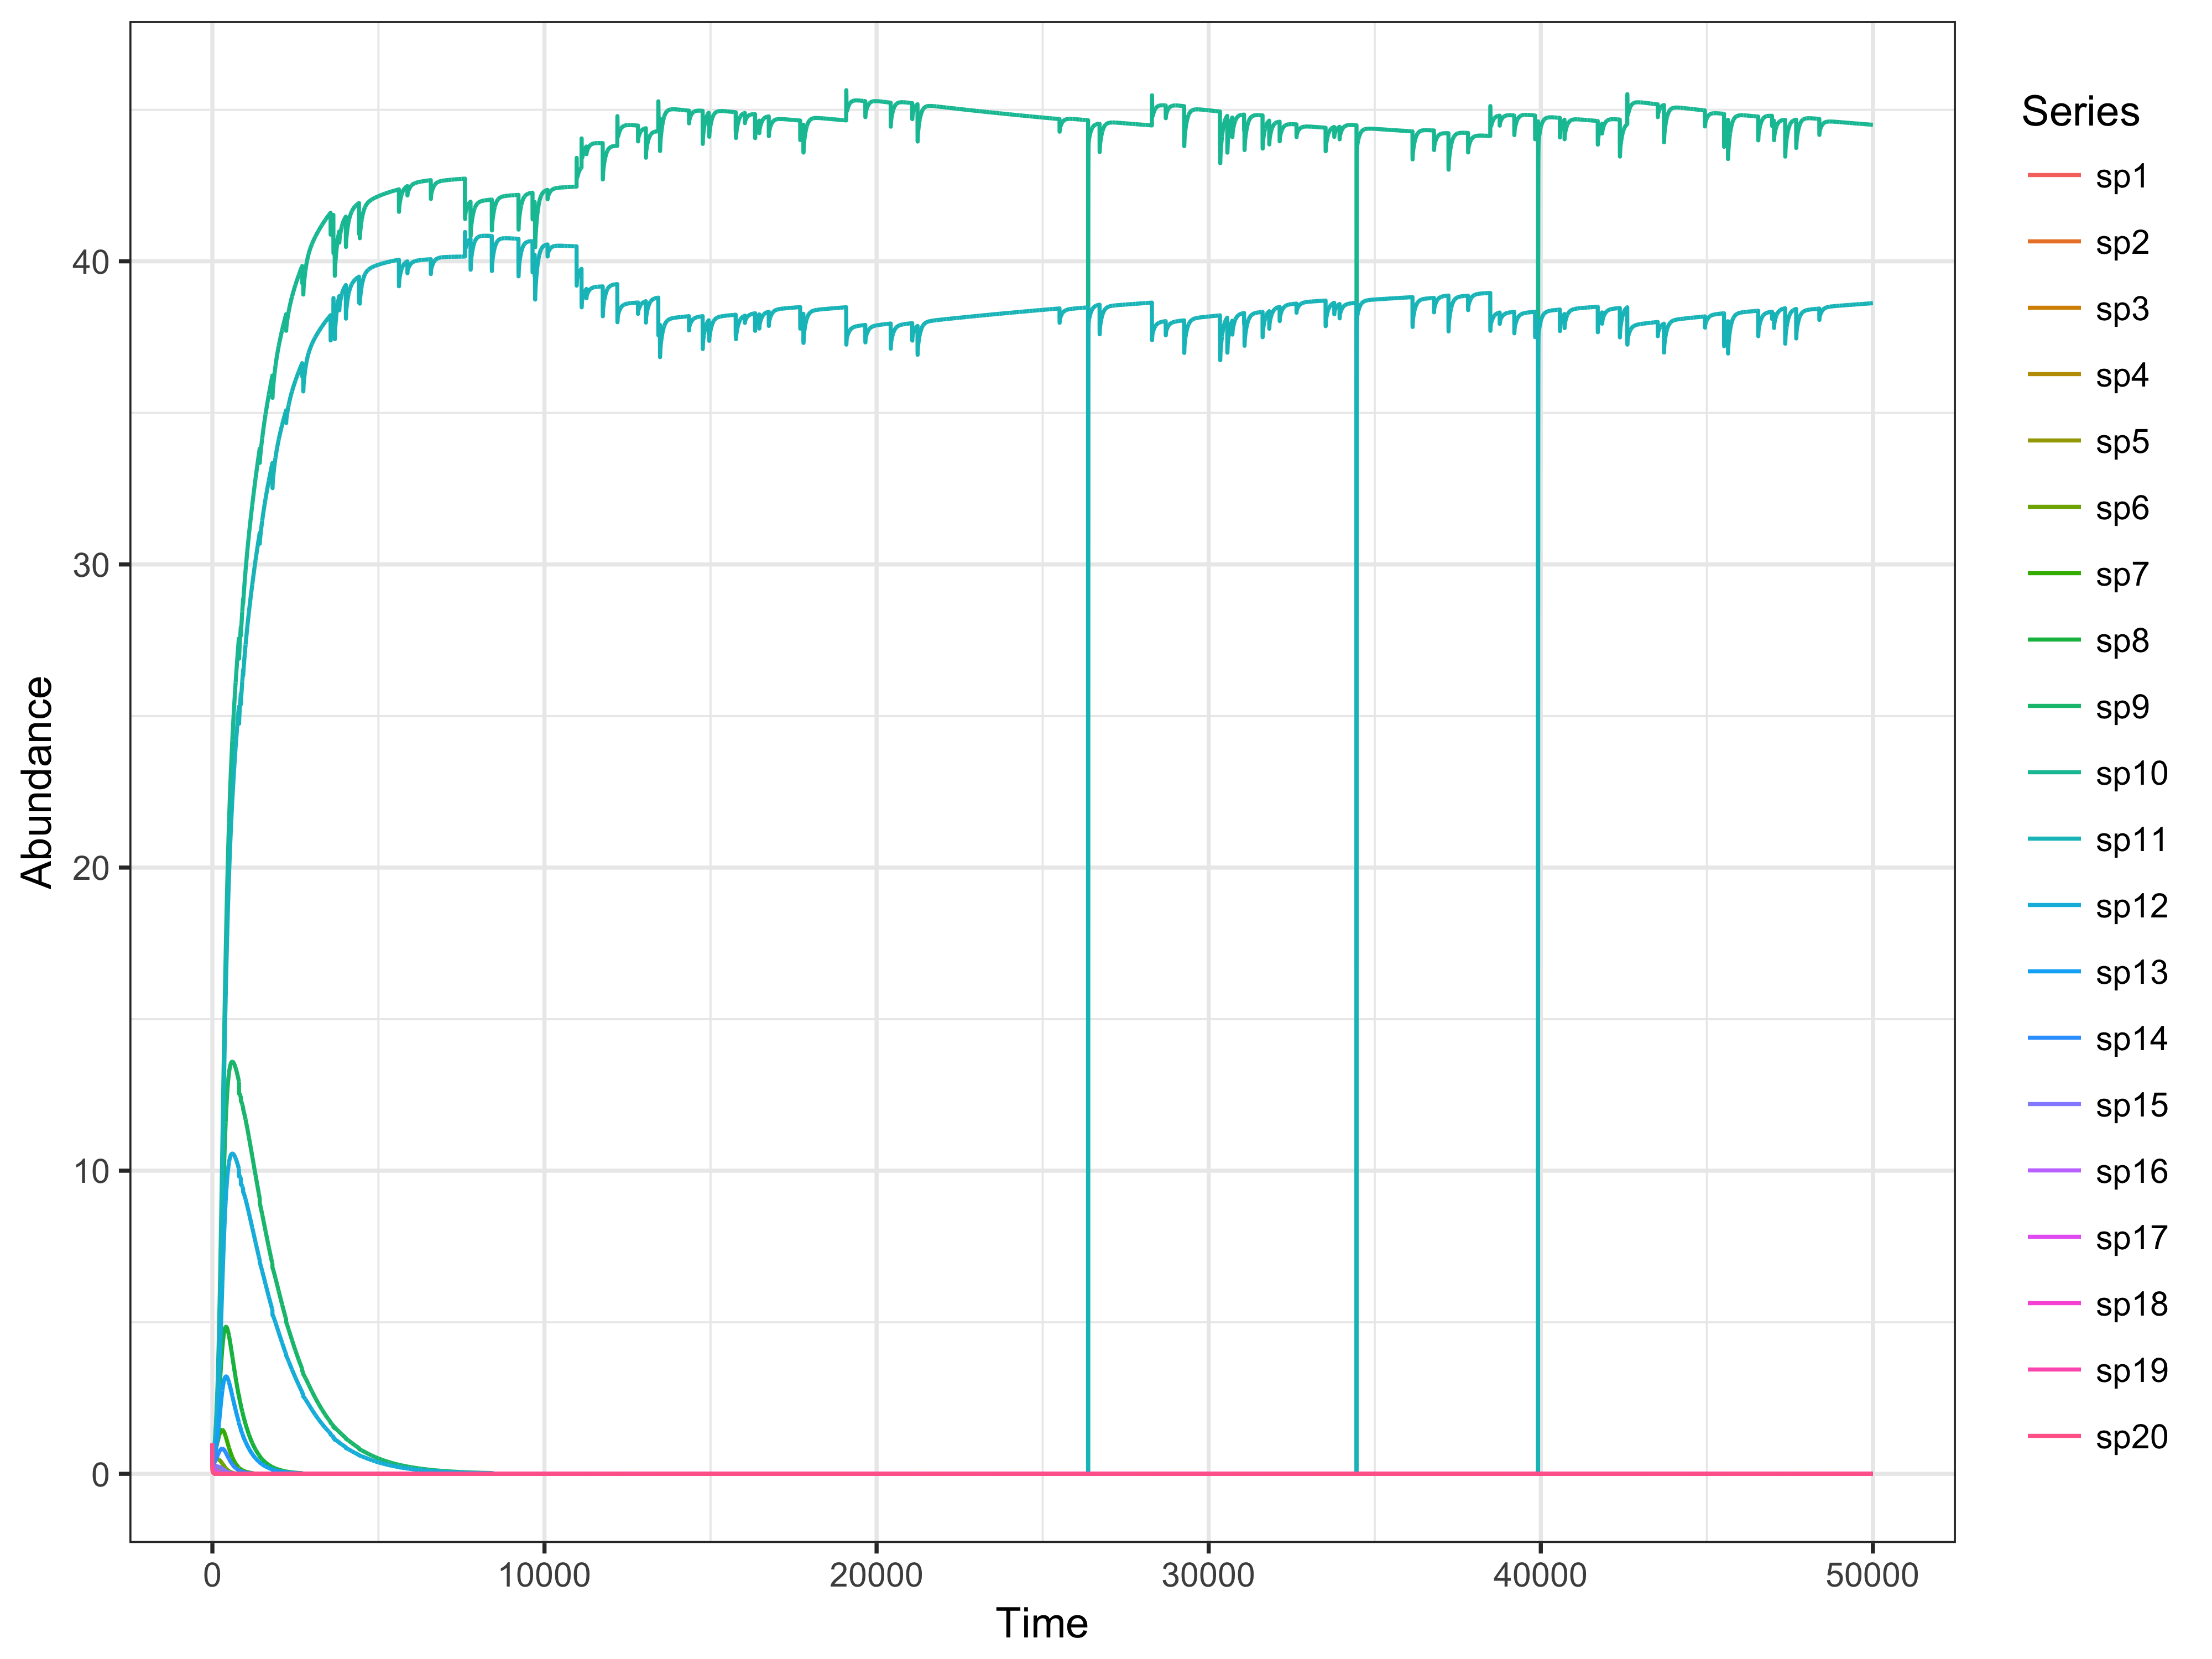 Abundance
40
30
20
10
0
0 10000 20000 30000 40000 50000
Time
Series
sp1
sp2
sp3
sp4
sp5
sp6
sp7
sp8
sp9
sp10
sp11
sp12
sp13
sp14
sp15
sp16
sp17
sp18
sp19
sp20